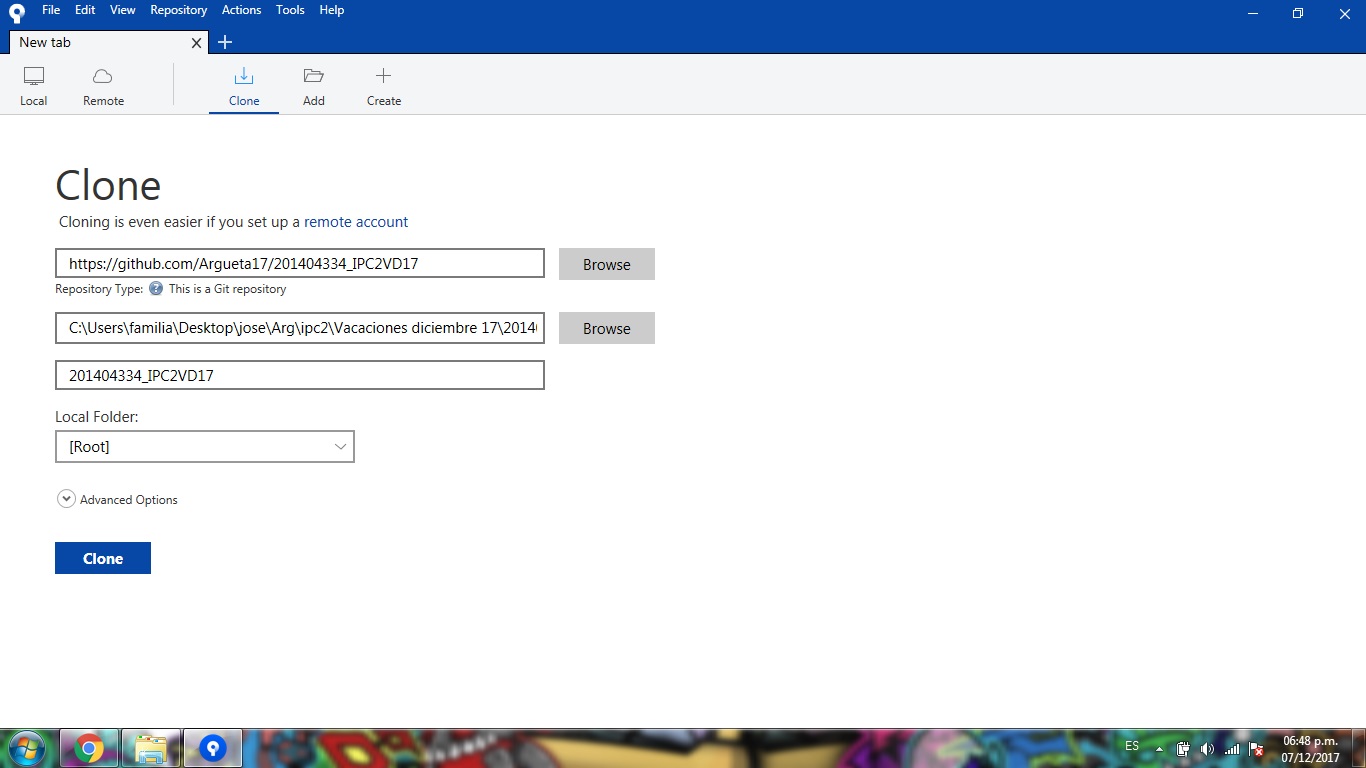 File Edit View Repository Actions Tools Help
New tab
Local Remote Clone Add Create
Clone
Cloning is even easier if you set up a remote account
https://github.com/Argueta17/201404334_IPC2VD17 Browse
Repository Type: ? This is a Git repository
C:\Users\familia\Desktop\jose\Arg\ipc2\Vacaciones diciembre 17\20140 Browse
201404334_IPC2VD17
Local Folder:
[Root]
Advanced Options
Clone
ES 06:48 p.m.
07/12/2017